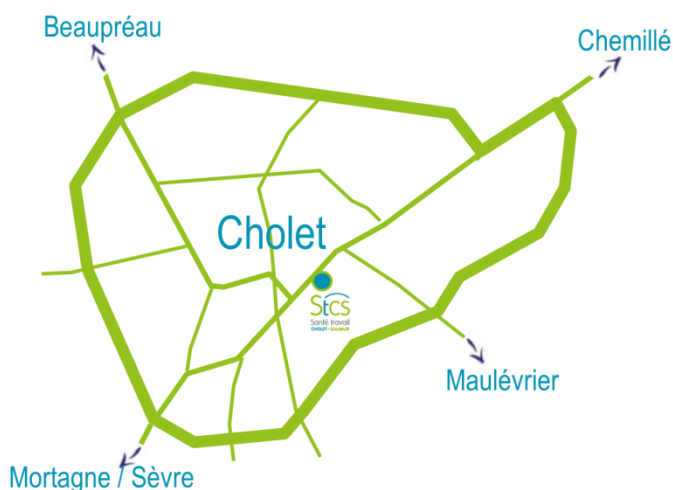 Beaupréau
Chemillé
Cholet
StCS
Santé travail
CHOLET - SAUMUR
Maulévrier
Mortagne / Sèvre